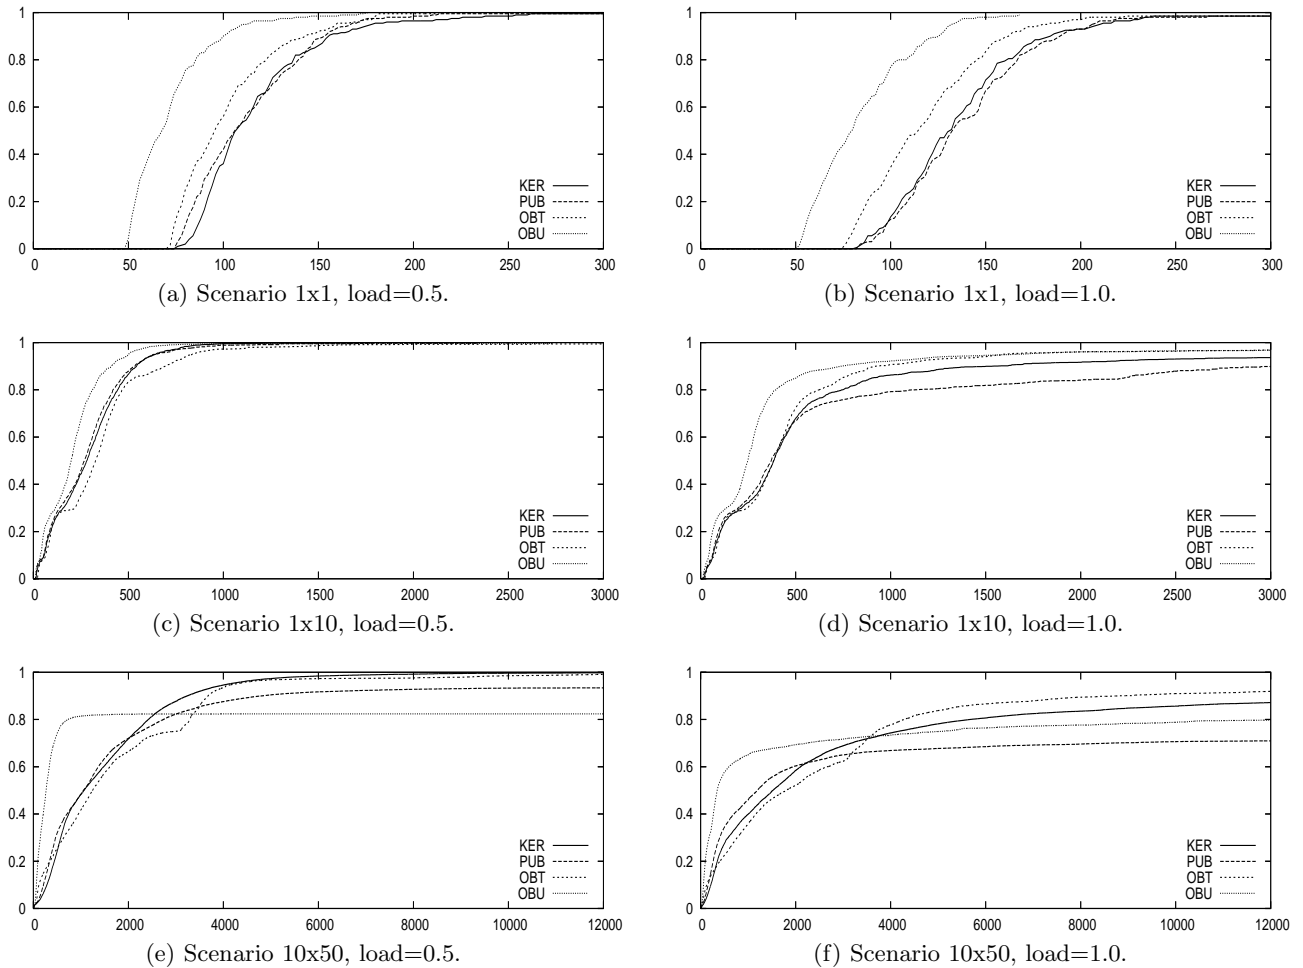 1
0.8
0.6
0.4
0.2
0
KER
PUB
OBT
OBU
0 50 100 150 200 250 300
(a) Scenario 1x1, load=0.5.
1
0.8
0.6
0.4
0.2
0
KER
PUB
OBT
OBU
0 50 100 150 200 250 300
(b) Scenario 1x1, load=1.0.
1
0.8
0.6
0.4
0.2
0
KER
PUB
OBT
OBU
0 500 1000 1500 2000 2500 3000
(c) Scenario 1x10, load=0.5.
1
0.8
0.6
0.4
0.2
0
KER
PUB
OBT
OBU
0 500 1000 1500 2000 2500 3000
(d) Scenario 1x10, load=1.0.
1
0.8
0.6
0.4
0.2
0
KER
PUB
OBT
OBU
0 2000 4000 6000 8000 10000 12000
(e) Scenario 10x50, load=0.5.
1
0.8
0.6
0.4
0.2
0
KER
PUB
OBT
OBU
0 2000 4000 6000 8000 10000 12000
(f) Scenario 10x50, load=1.0.